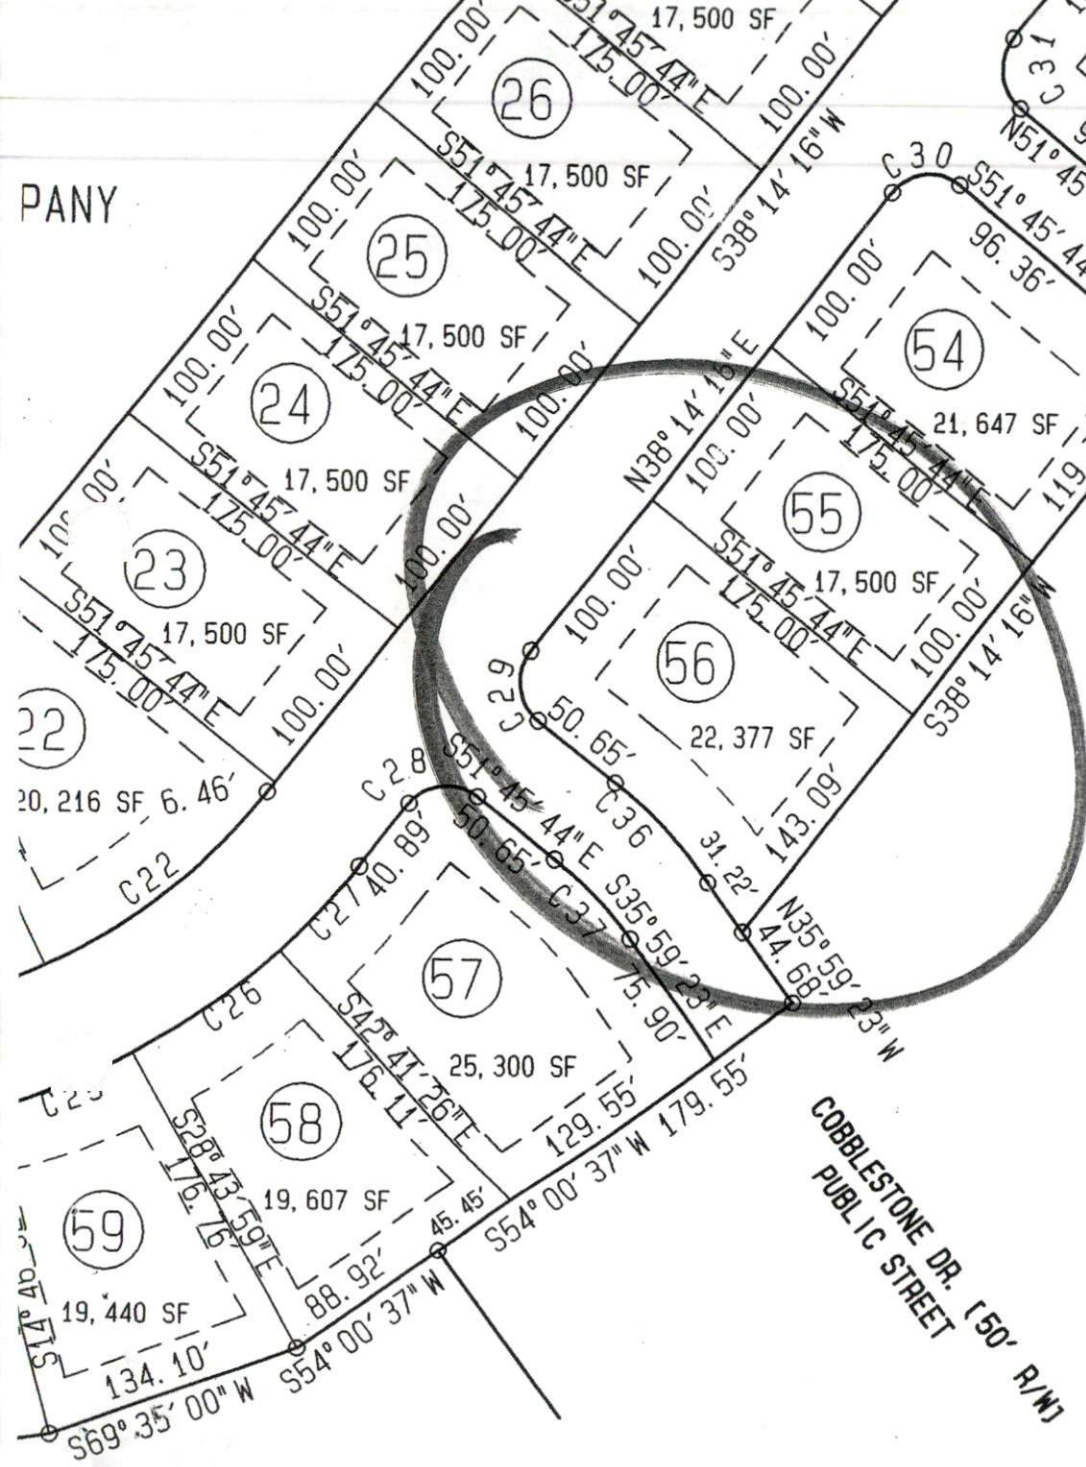 17,500 SF
S51°45'44"E
175.00'
100.00'
100.00'
26
17,500 SF
S51°45'44"E
175.00'
100.00'
100.00'
S38°14'16"W
PANY
25
17,500 SF
S51°45'44"E
175.00'
100.00'
100.00'
24
17,500 SF
S51°45'44"E
175.00'
100.00'
23
17,500 SF
S51°45'44"E
175.00'
100.00'
22
20,216 SF
6.46'
C22
C31
N51°45
C30
S51°45'44
96.36'
100.00'
54
21,647 SF
119
S51°45'44"E
175.00'
N38°14'16"E
100.00'
55
17,500 SF
S51°45'44"E
175.00'
100.00'
S38°14'16"W
100.00'
56
22,377 SF
C29
50.65'
C36
31.22'
143.09'
N35°59'23"W
44.68'
C28
S51°45'44"E
50.65'
C37
S35°59'23"E
75.90'
40.89'
C27
57
25,300 SF
129.55'
S54°00'37"W 179.55'
C26
S42°41'26"E
176.11'
58
19,607 SF
45.45'
88.92'
S54°00'37"W
S28°43'59"E
176.76'
59
19,440 SF
134.10'
S69°35'00"W
COBBLESTONE DR. (50' R/W)
PUBLIC STREET